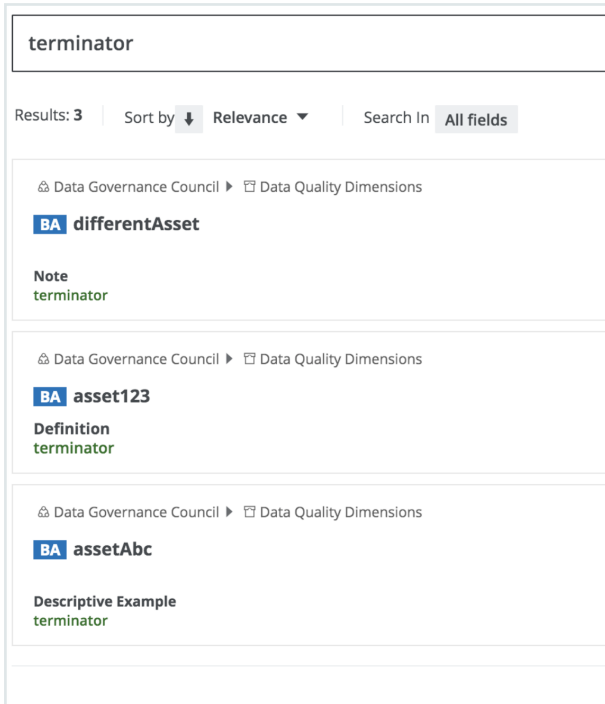 terminator
Results: 3 Sort by Relevance Search In All fields
Data Governance Council Data Quality Dimensions
BA differentAsset
Note
terminator
Data Governance Council Data Quality Dimensions
BA asset123
Definition
terminator
Data Governance Council Data Quality Dimensions
BA assetAbc
Descriptive Example
terminator